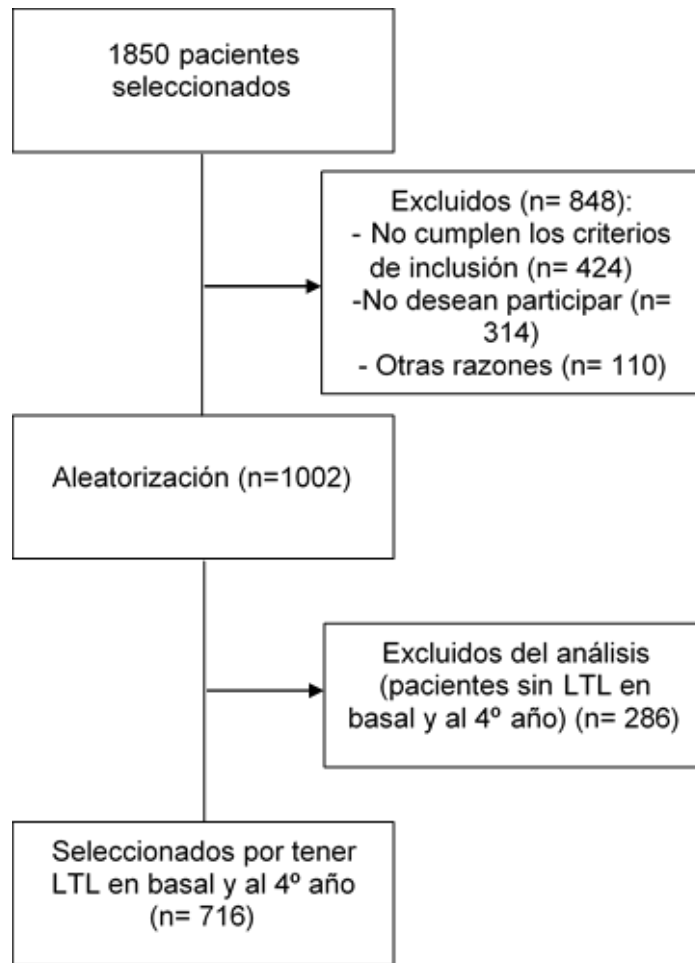 1850 pacientes
seleccionados
Excluidos (n= 848):
- No cumplen los criterios
de inclusión (n= 424)
-No desean participar (n=
314)
- Otras razones (n= 110)
Aleatorización (n=1002)
Excluidos del análisis
(pacientes sin LTL en
basal y al 4º año) (n= 286)
Seleccionados por tener
LTL en basal y al 4º año
(n= 716)